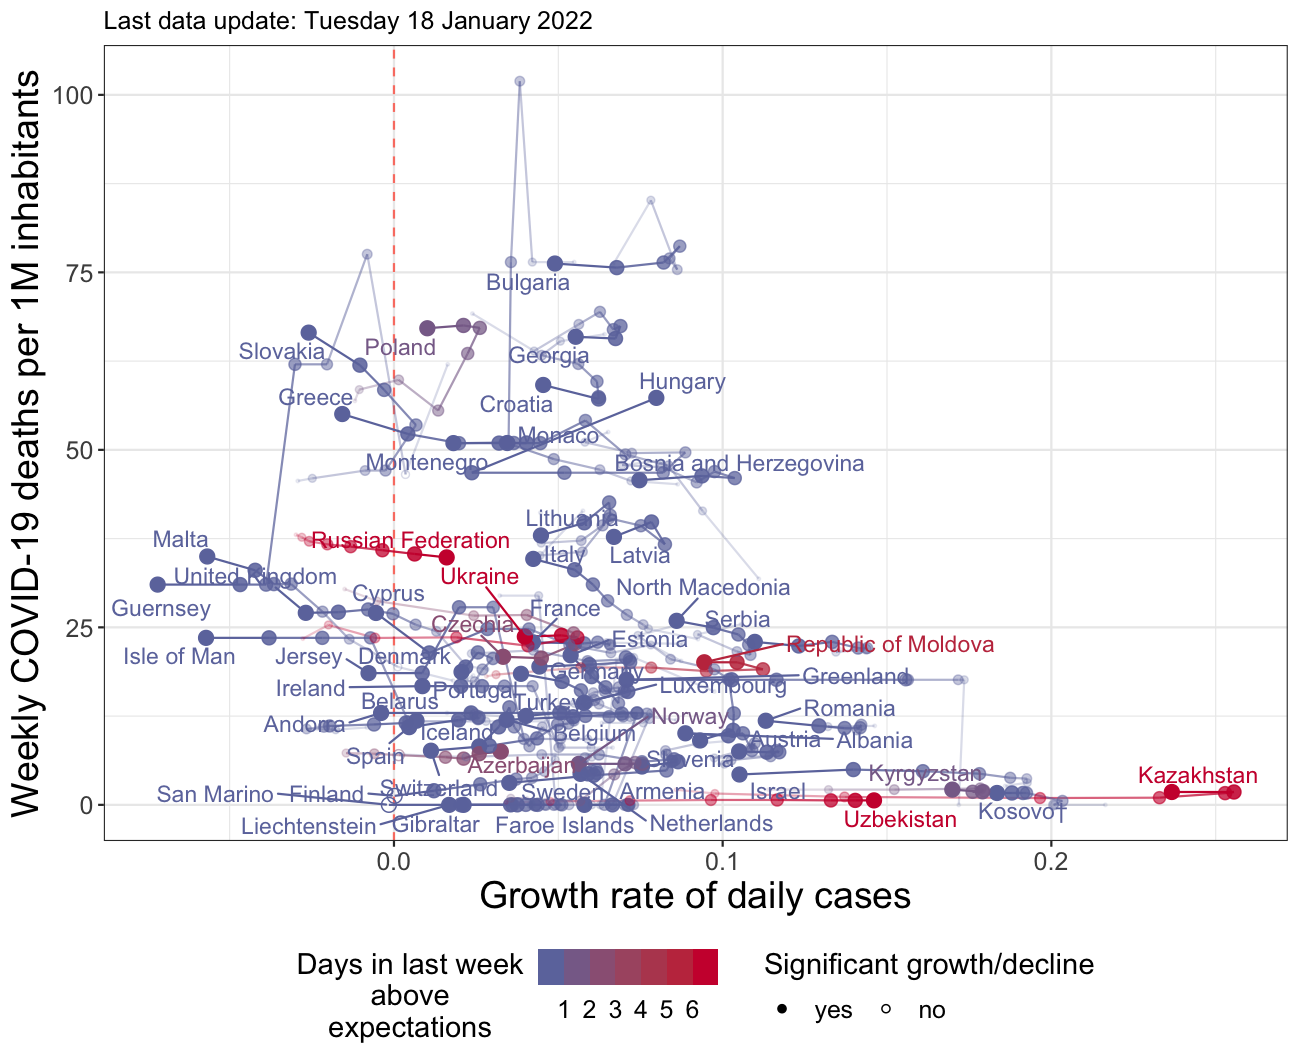 Last data update: Tuesday 18 January 2022
Weekly COVID-19 deaths per 1M inhabitants
100
75
50
25
0
Bulgaria
Slovakia
Poland
Georgia
Hungary
Greece
Croatia
Monaco
Montenegro
Bosnia and Herzegovina
Lithuania
Malta
Russian Federation
Italy
Latvia
United Kingdom
Ukraine
North Macedonia
Cyprus
Guernsey
France
Serbia
Czechia
Estonia
Republic of Moldova
Isle of Man
Jersey
Denmark
Germany
Greenland
Ireland
Portugal
Luxembourg
Belarus
Turkey
Romania
Norway
Andorra
Iceland
Belgium
Austria
Albania
Spain
Slovenia
Azerbaijan
Kyrgyzstan
Kazakhstan
San Marino
Finland
Switzerland
Sweden
Armenia
Israel
Kosovo†
Liechtenstein
Gibraltar
Faroe Islands
Netherlands
Uzbekistan
0.0
0.1
0.2
Growth rate of daily cases
Days in last week
above
expectations
1 2 3 4 5 6
Significant growth/decline
yes
no